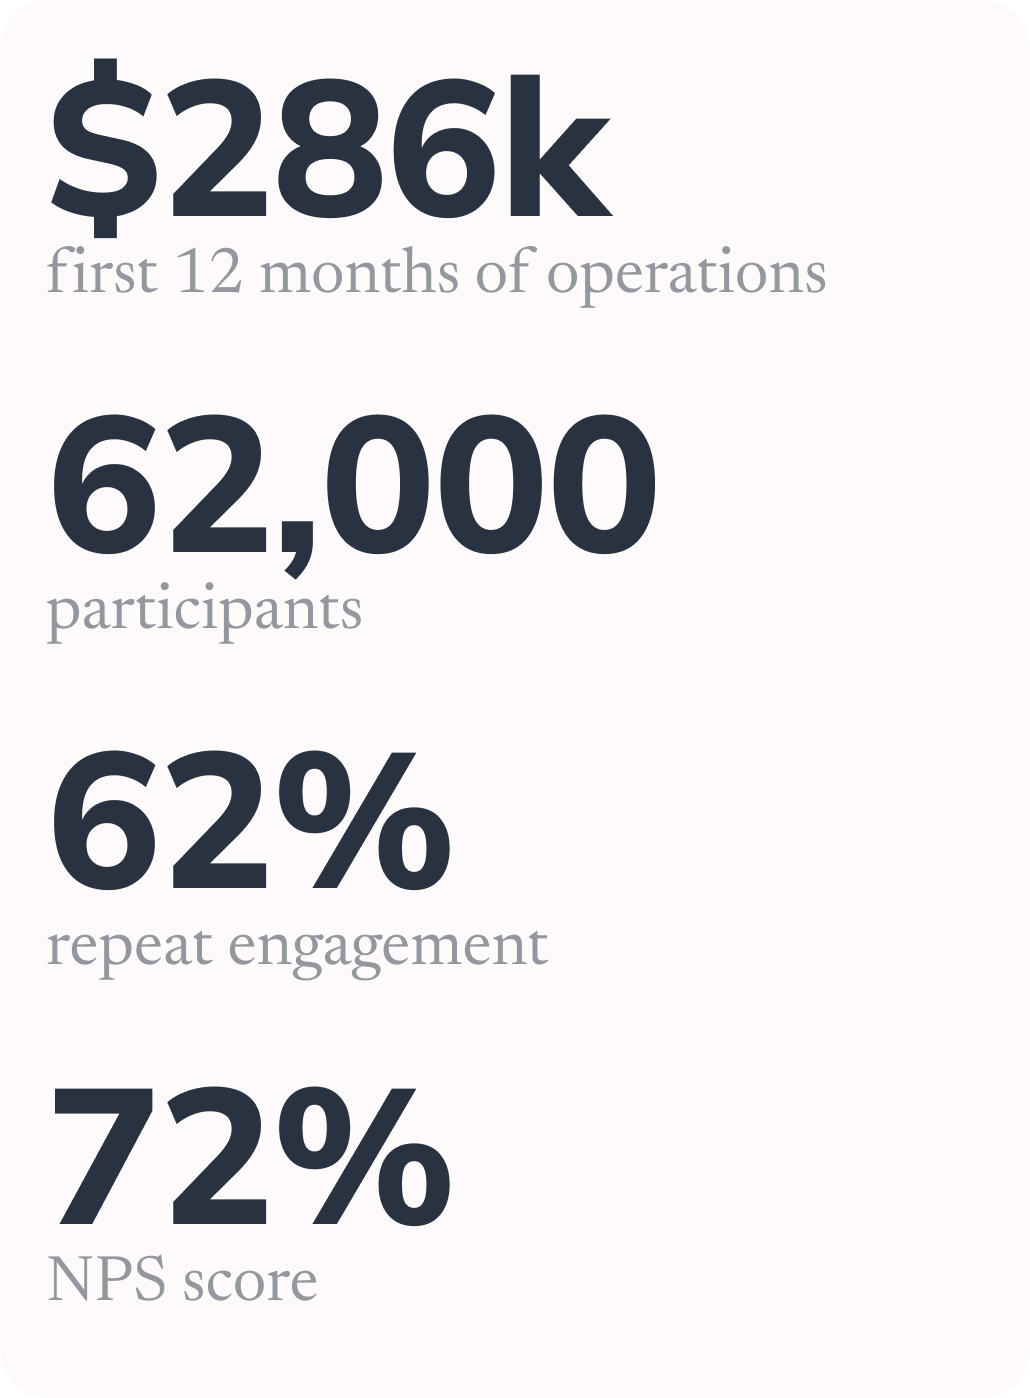 $286k
first 12 months of operations
62,000
participants
62%
repeat engagement
72%
NPS score